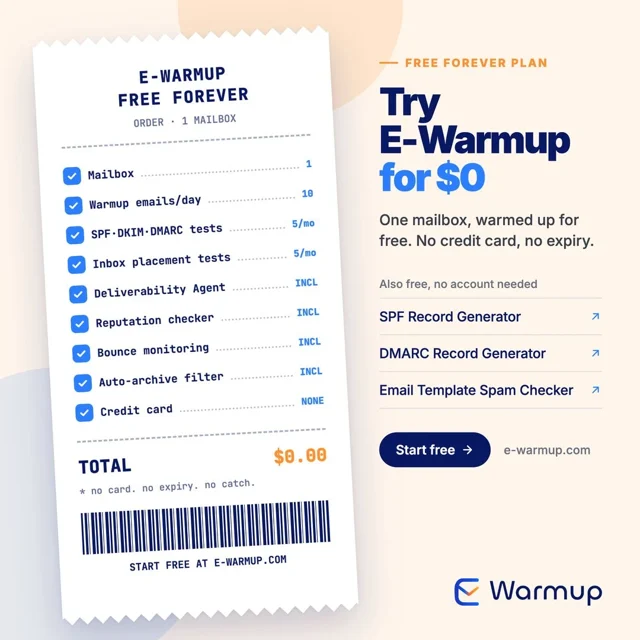 E-WARMUP
FREE FOREVER
ORDER · 1 MAILBOX
Mailbox 1
Warmup emails/day 10
SPF·DKIM·DMARC tests 5/mo
Inbox placement tests 5/mo
Deliverability Agent INCL
Reputation checker INCL
Bounce monitoring INCL
Auto-archive filter INCL
Credit card NONE
TOTAL $0.00
* no card. no expiry. no catch.
START FREE AT E-WARMUP.COM
FREE FOREVER PLAN
Try
E-Warmup
for $0
One mailbox, warmed up for
free. No credit card, no expiry.
Also free, no account needed
SPF Record Generator
DMARC Record Generator
Email Template Spam Checker
Start free → e-warmup.com
Warmup